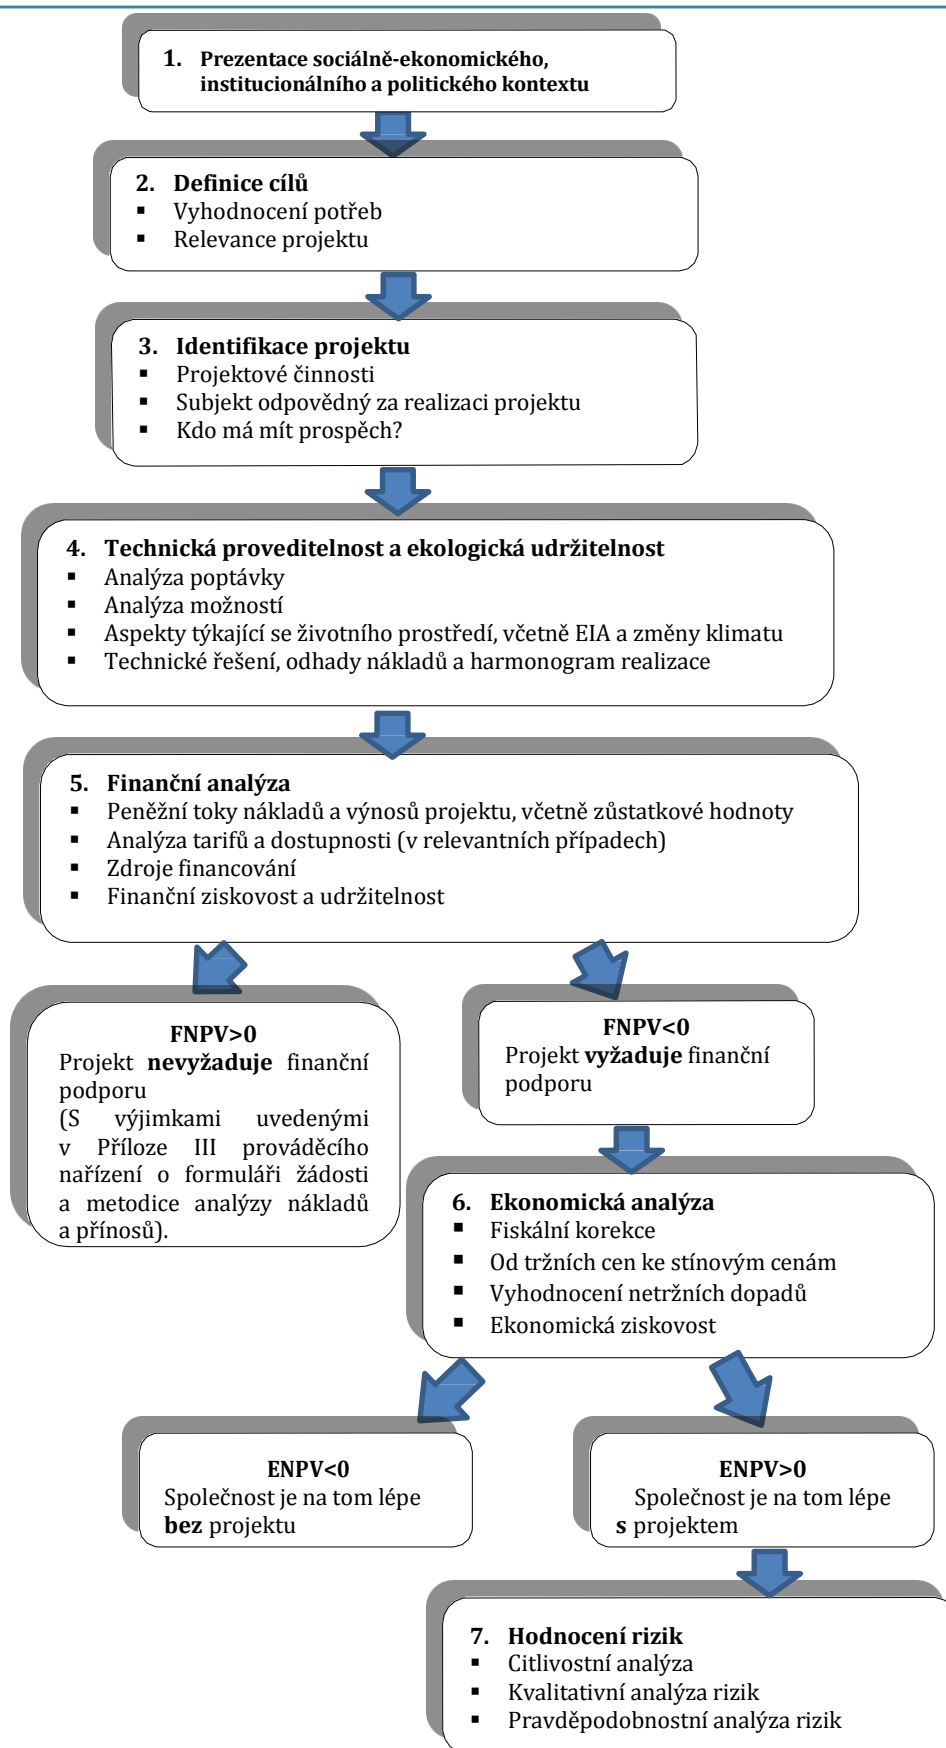 1. Prezentace sociálně-ekonomického,
institucionálního a politického kontextu
2. Definice cílů
▪ Vyhodnocení potřeb
▪ Relevance projektu
3. Identifikace projektu
▪ Projektové činnosti
▪ Subjekt odpovědný za realizaci projektu
▪ Kdo má mít prospěch?
4. Technická proveditelnost a ekologická udržitelnost
▪ Analýza poptávky
▪ Analýza možností
▪ Aspekty týkající se životního prostředí, včetně EIA a změny klimatu
▪ Technické řešení, odhady nákladů a harmonogram realizace
5. Finanční analýza
▪ Peněžní toky nákladů a výnosů projektu, včetně zůstatkové hodnoty
▪ Analýza tarifů a dostupnosti (v relevantních případech)
▪ Zdroje financování
▪ Finanční ziskovost a udržitelnost
FNPV>0
Projekt nevyžaduje finanční
podporu
(S výjimkami uvedenými
v Příloze III prováděcího
nařízení o formuláři žádosti
a metodice analýzy nákladů
a přínosů).
FNPV<0
Projekt vyžaduje finanční
podporu
6. Ekonomická analýza
▪ Fiskální korekce
▪ Od tržních cen ke stínovým cenám
▪ Vyhodnocení netržních dopadů
▪ Ekonomická ziskovost
ENPV<0
Společnost je na tom lépe
bez projektu
ENPV>0
Společnost je na tom lépe
s projektem
7. Hodnocení rizik
▪ Citlivostní analýza
▪ Kvalitativní analýza rizik
▪ Pravděpodobnostní analýza rizik